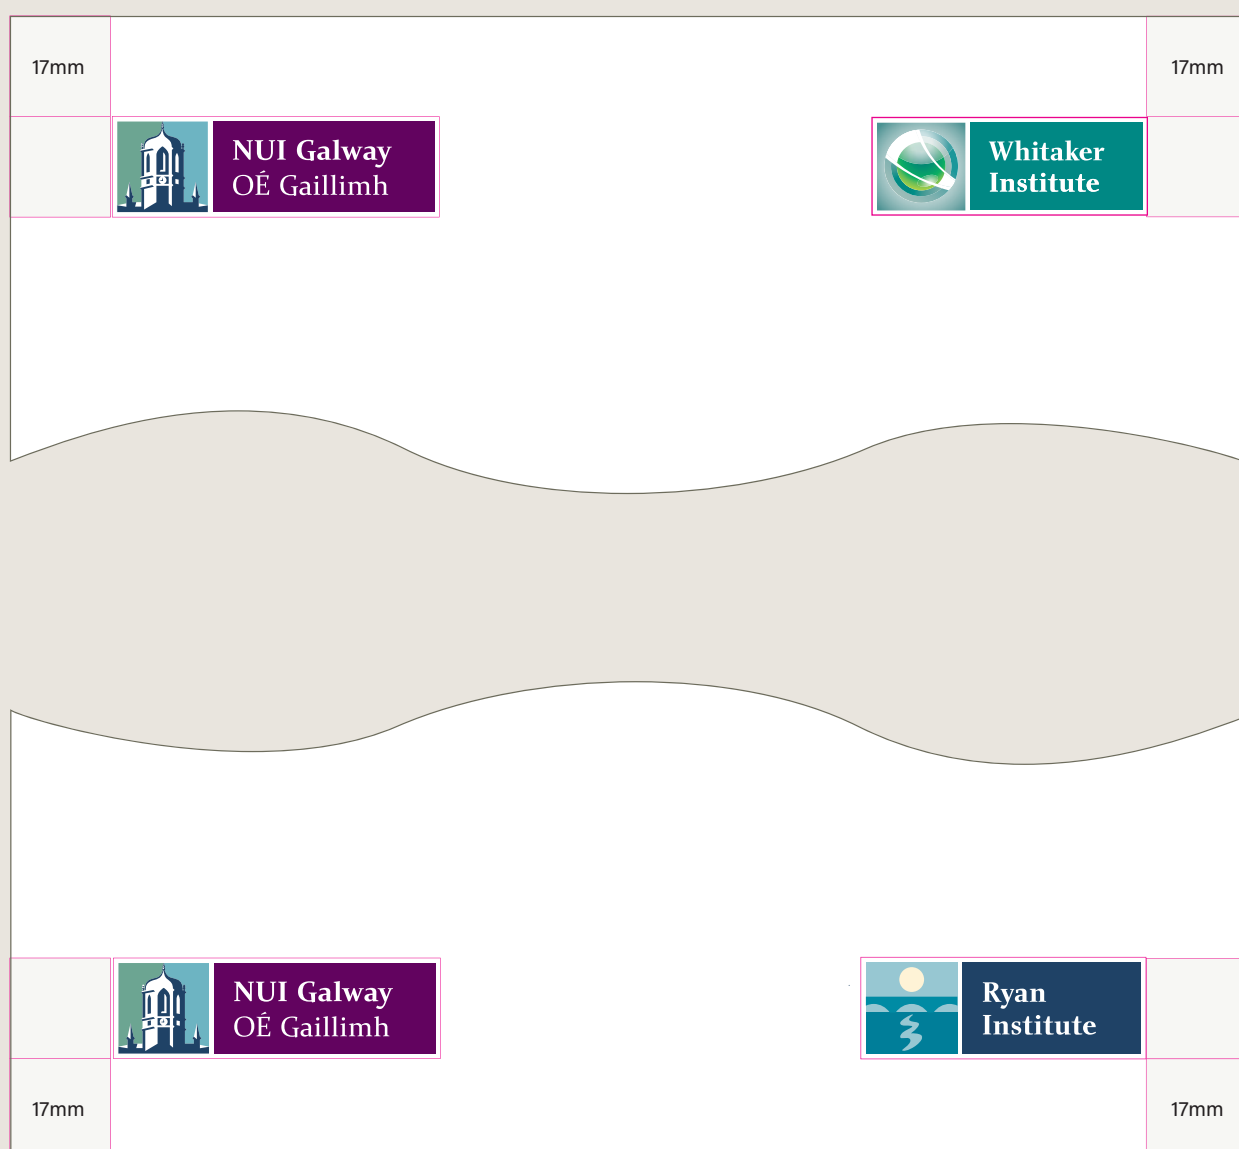 17mm
17mm
NUI Galway
OÉ Gaillimh
Whitaker
Institute
NUI Galway
OÉ Gaillimh
Ryan
Institute
17mm
17mm